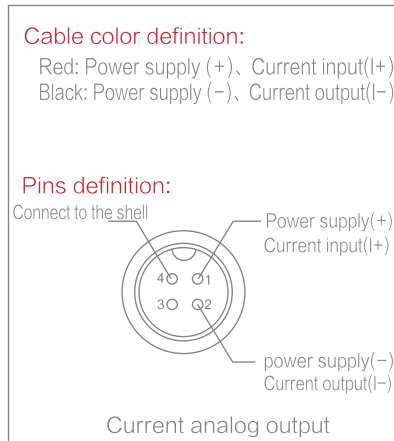 Cable color definition:
Red: Power supply (+)、Current input(I+)
Black: Power supply (−)、Current output(I−)
Pins definition:
Connect to the shell
Power supply(+)
Current input(I+)
4 1
3 2
power supply(−)
Current output(I−)
Current analog output